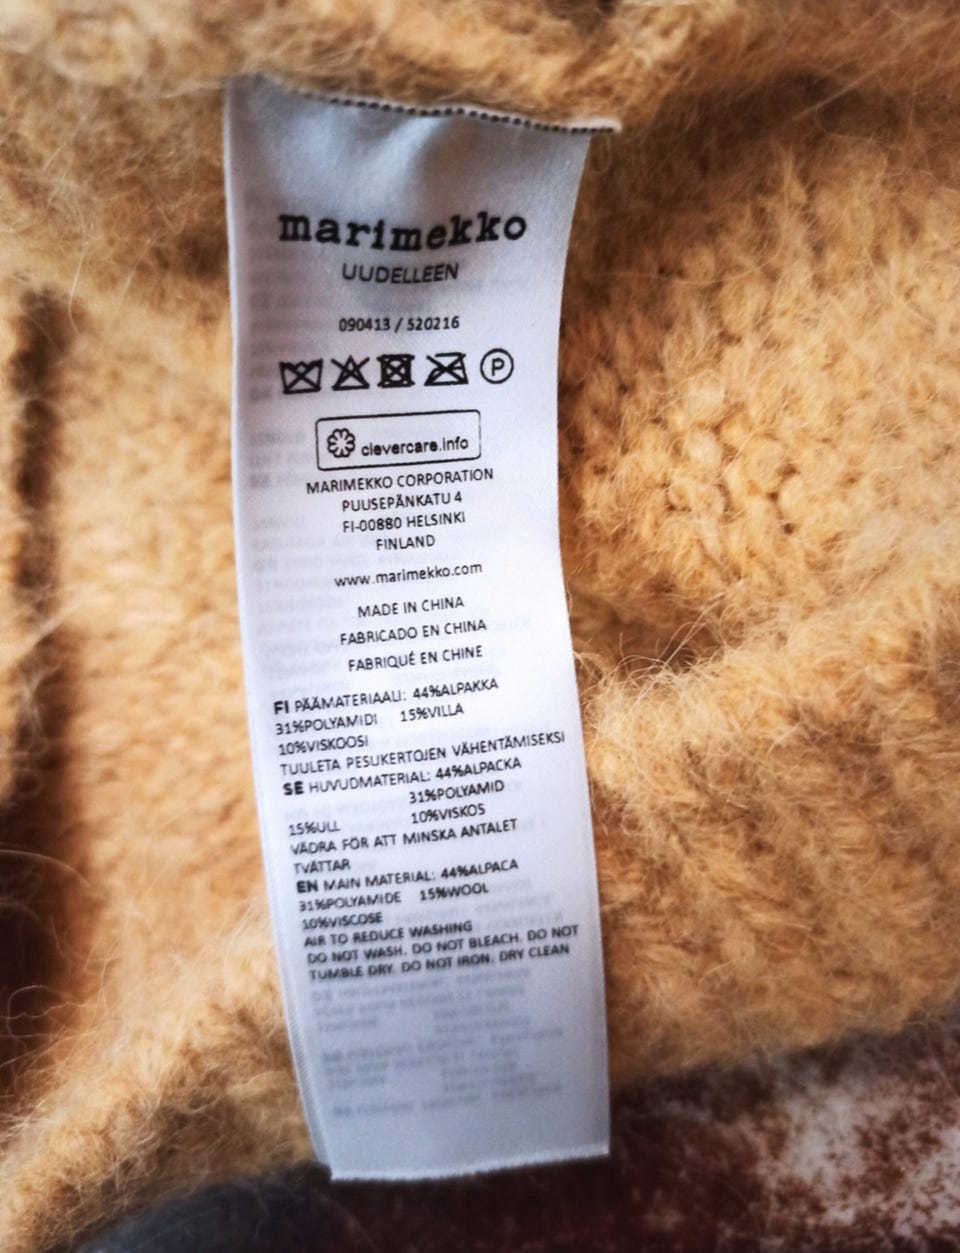 marimekko
UUDELLEEN
090413 / 520216
P
clevercare.info
MARIMEKKO CORPORATION
PUUSEPÄNKATU 4
FI-00880 HELSINKI
FINLAND
www.marimekko.com
MADE IN CHINA
FABRICADO EN CHINA
FABRIQUÉ EN CHINE
FI PÄÄMATERIAALI: 44%ALPAKKA
31%POLYAMIDI 15%VILLA
10%VISKOOSI
TUULETA PESUKERTOJEN VÄHENTÄMISEKSI
SE HUVUDMATERIAL: 44%ALPACKA
31%POLYAMID
15%ULL 10%VISKOS
VÄDRA FÖR ATT MINSKA ANTALET
TVÄTTAR
EN MAIN MATERIAL: 44%ALPACA
31%POLYAMIDE 15%WOOL
10%VISCOSE
AIR TO REDUCE WASHING
DO NOT WASH. DO NOT BLEACH. DO NOT
TUMBLE DRY. DO NOT IRON. DRY CLEAN